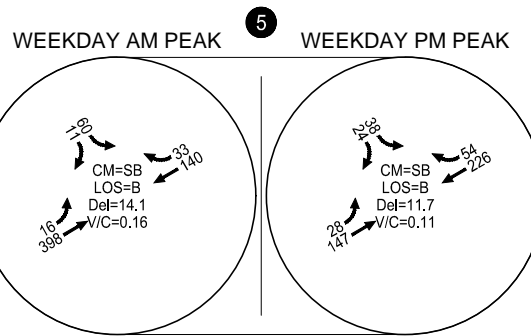 5
WEEKDAY AM PEAK
60
11
33
140
CM=SB
LOS=B
Del=14.1
V/C=0.16
16
398
WEEKDAY PM PEAK
38
24
54
226
CM=SB
LOS=B
Del=11.7
V/C=0.11
28
147